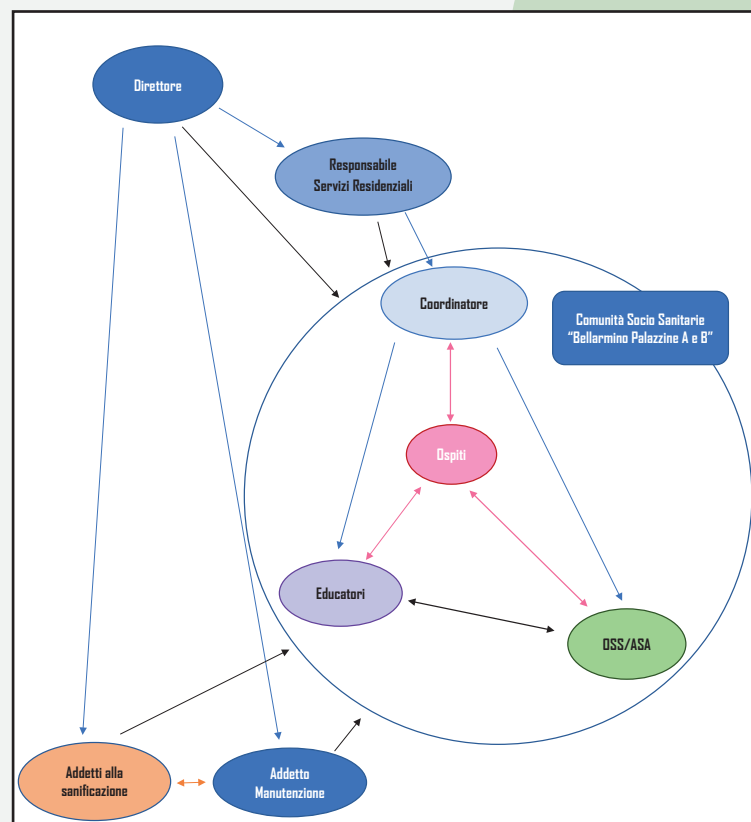 Direttore
Responsabile
Servizi Residenziali
Coordinatore
Comunità Socio Sanitarie
“Bellarmino Palazzine A e B”
Ospiti
Educatori
OSS/ASA
Addetti alla
sanificazione
Addetto
Manutenzione